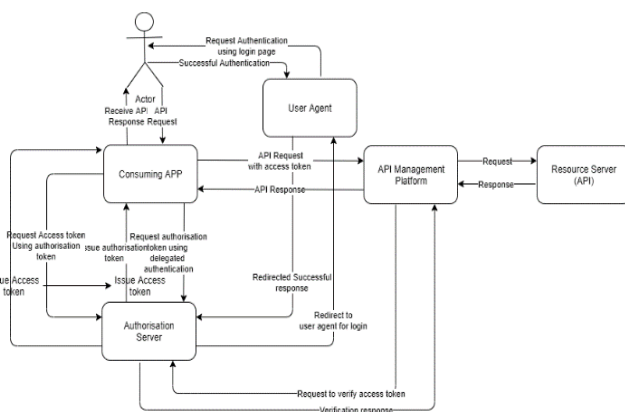 Request Authentication
using login page
Successful Authentication
Actor
Receive API
Response
API
Request
User Agent
Consuming APP
API Request
with access token
API Response
API Management
Platform
Request
Response
Resource Server
(API)
Request Access token
Using authorisation
token
ssue authorisation
token
Request authorisation
token using
delegated
authentication
ue Access
token
Issue Access
token
Redirected Successful
response
Redirect to
user agent for login
Authorisation
Server
Request to verify access token
Verification response